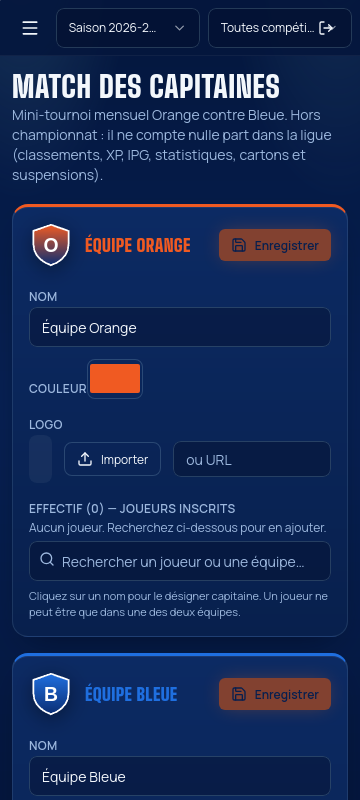 Saison 2026-2...
Toutes compéti...
MATCH DES CAPITAINES
Mini-tournoi mensuel Orange contre Bleue. Hors
championnat : il ne compte nulle part dans la ligue
(classements, XP, IPG, statistiques, cartons et
suspensions).
O
ÉQUIPE ORANGE
Enregistrer
NOM
Équipe Orange
COULEUR
LOGO
Importer
ou URL
EFFECTIF (0) — JOUEURS INSCRITS
Aucun joueur. Recherchez ci-dessous pour en ajouter.
Rechercher un joueur ou une équipe...
Cliquez sur un nom pour le désigner capitaine. Un joueur ne
peut être que dans une des deux équipes.
B
ÉQUIPE BLEUE
Enregistrer
NOM
Équipe Bleue